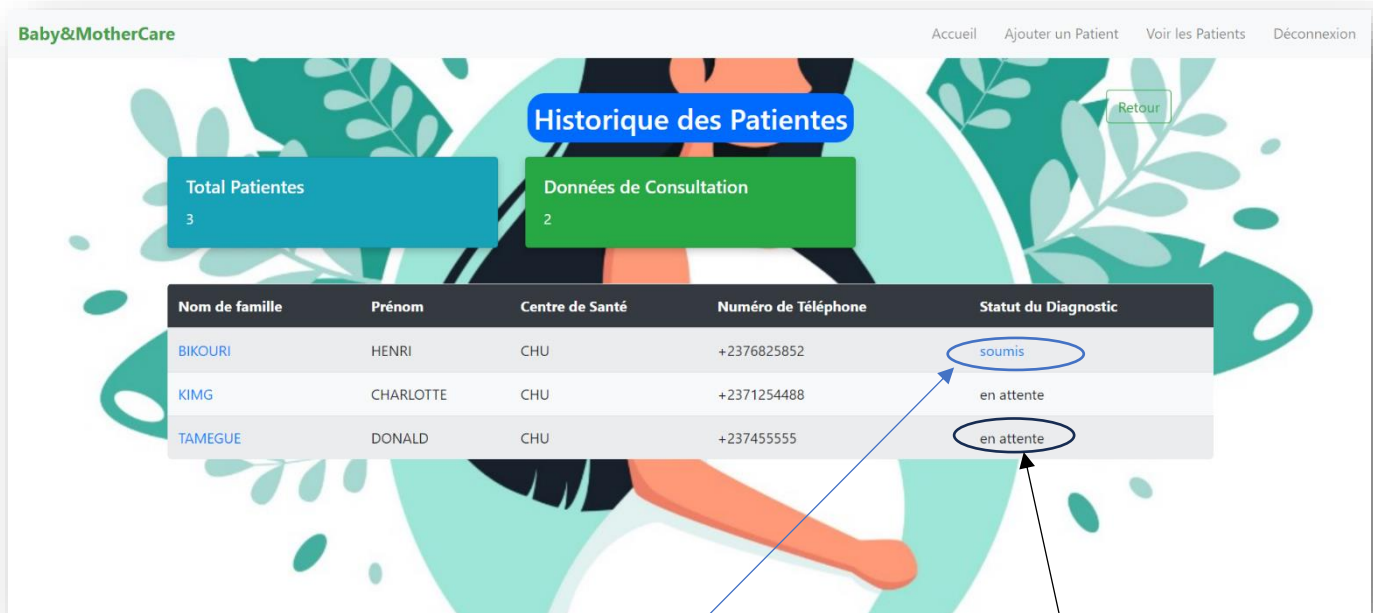 Baby&MotherCare Accueil Ajouter un Patient Voir les Patients Déconnexion
Historique des Patientes
Retour
Total Patientes
3
Données de Consultation
2
Nom de famille Prénom Centre de Santé Numéro de Téléphone Statut du Diagnostic
BIKOURI HENRI CHU +2376825852 soumis
KIMG CHARLOTTE CHU +2371254488 en attente
TAMEGUE DONALD CHU +237455555 en attente